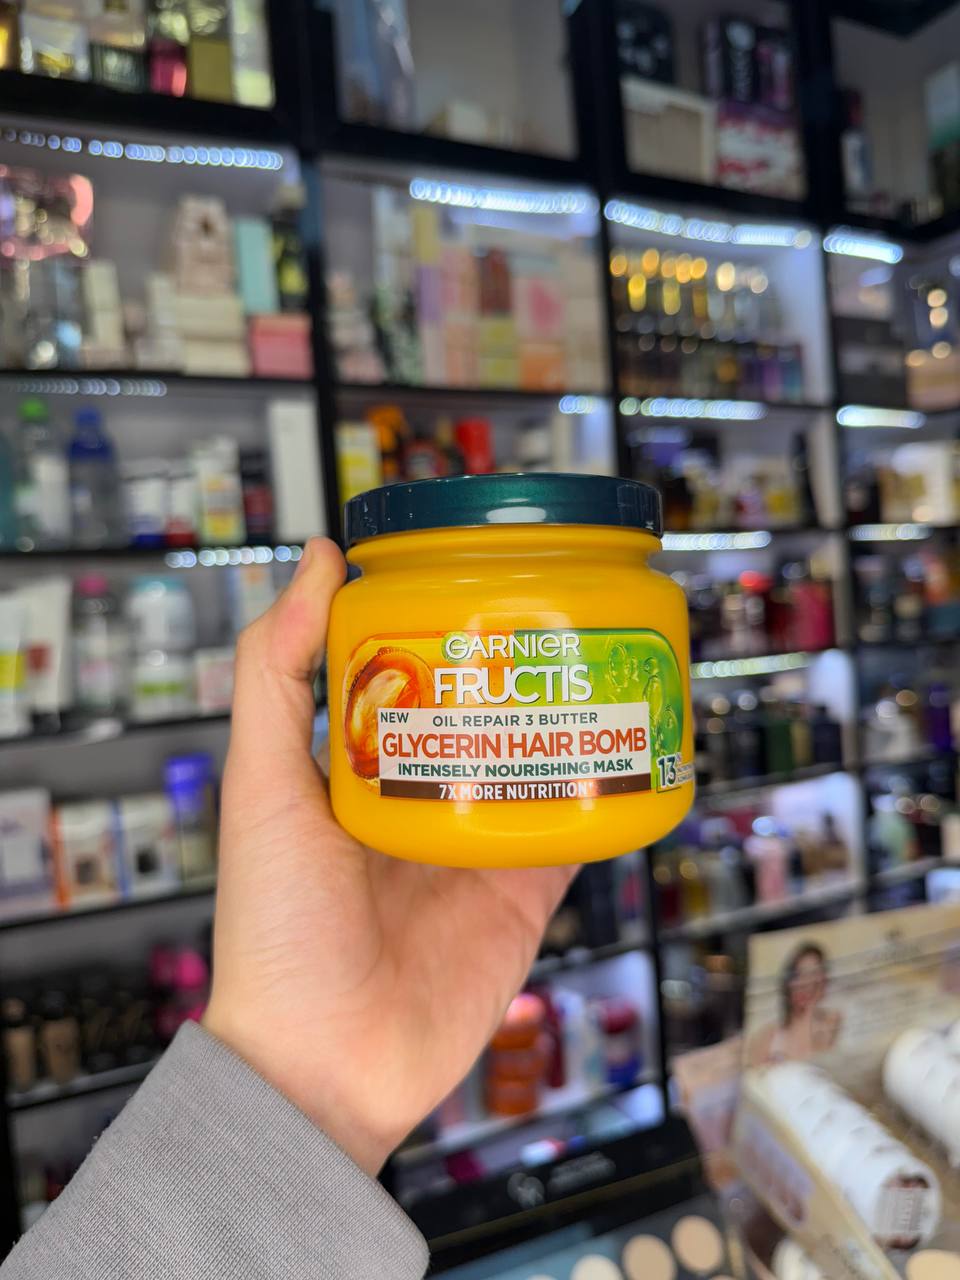 GARNIER
FRUCTIS
NEW OIL REPAIR 3 BUTTER
GLYCERIN HAIR BOMB
INTENSELY NOURISHING MASK
7X MORE NUTRITION*
13